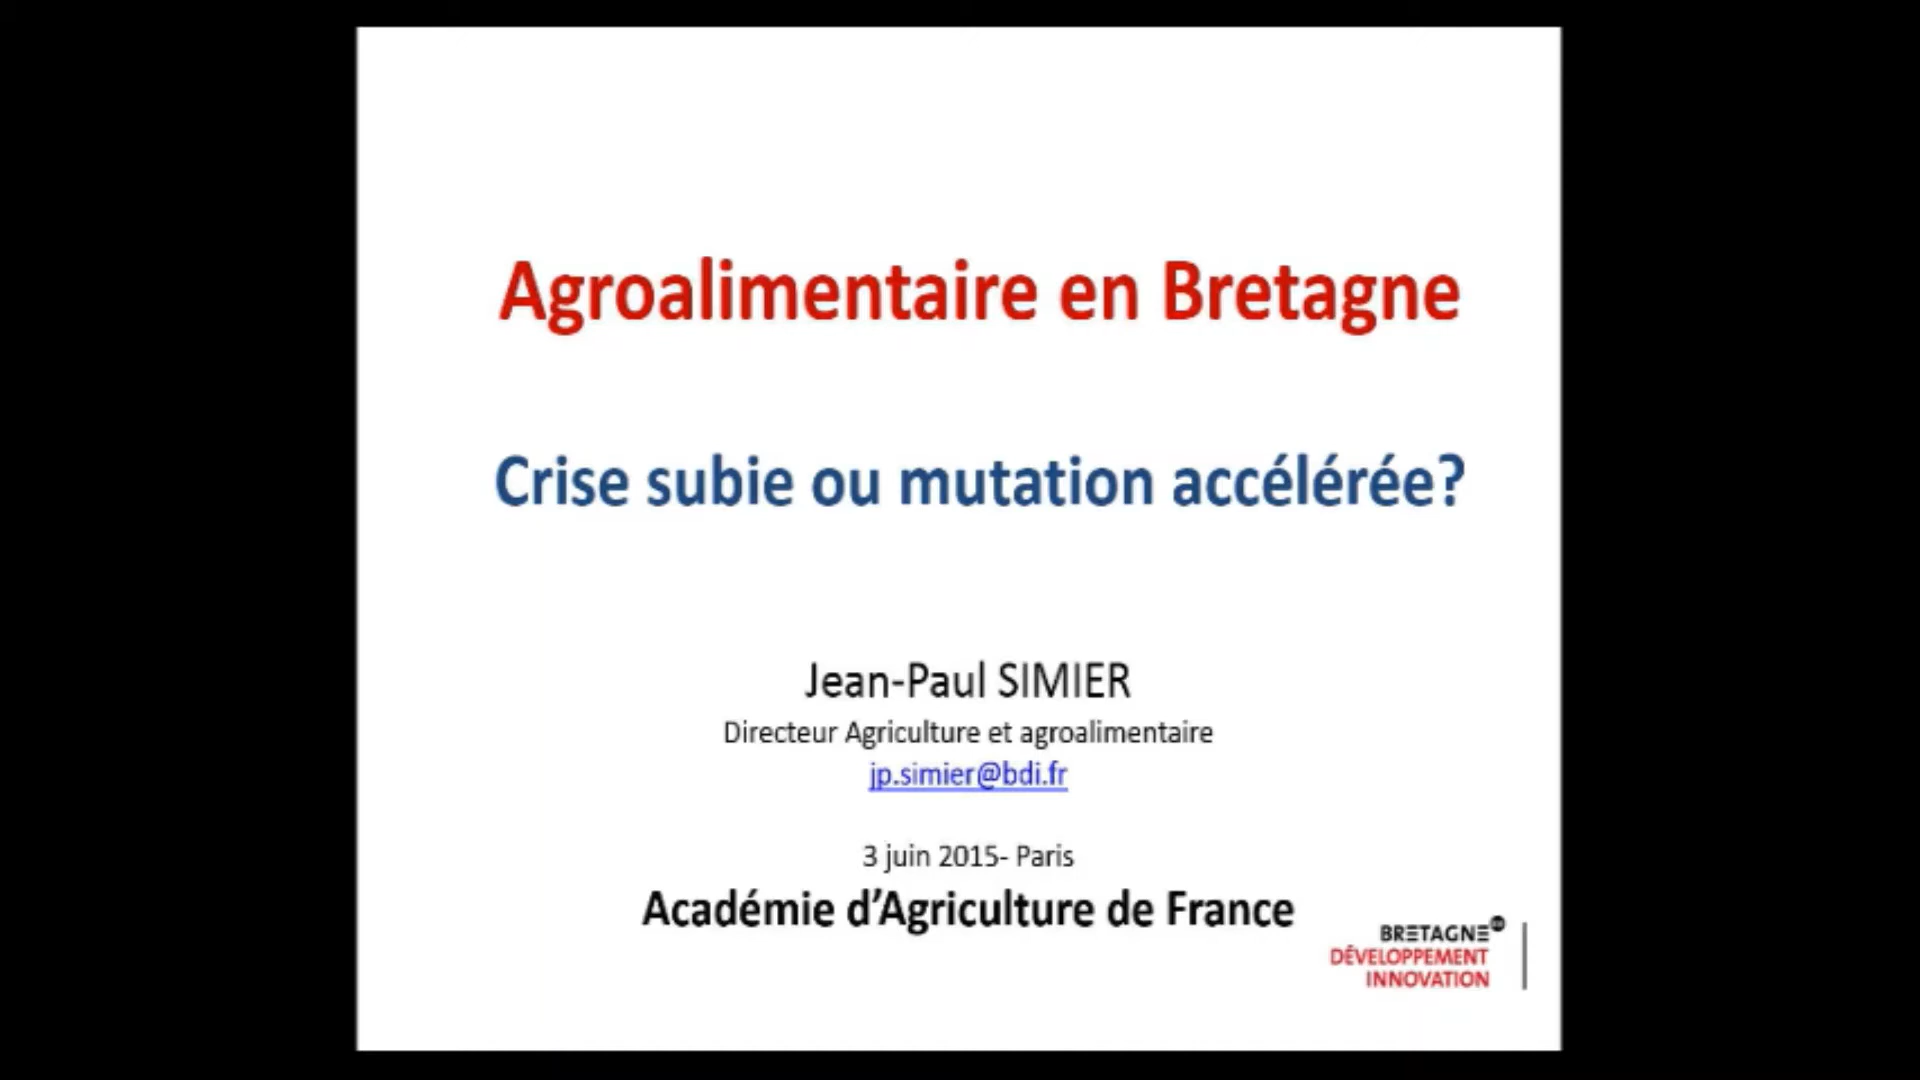 Agroalimentaire en Bretagne
Crise subie ou mutation accélérée?
Jean-Paul SIMIER
Directeur Agriculture et agroalimentaire
jp.simier@bdi.fr
3 juin 2015- Paris
Académie d'Agriculture de France
BRETAGNE
DÉVELOPPEMENT
INNOVATION